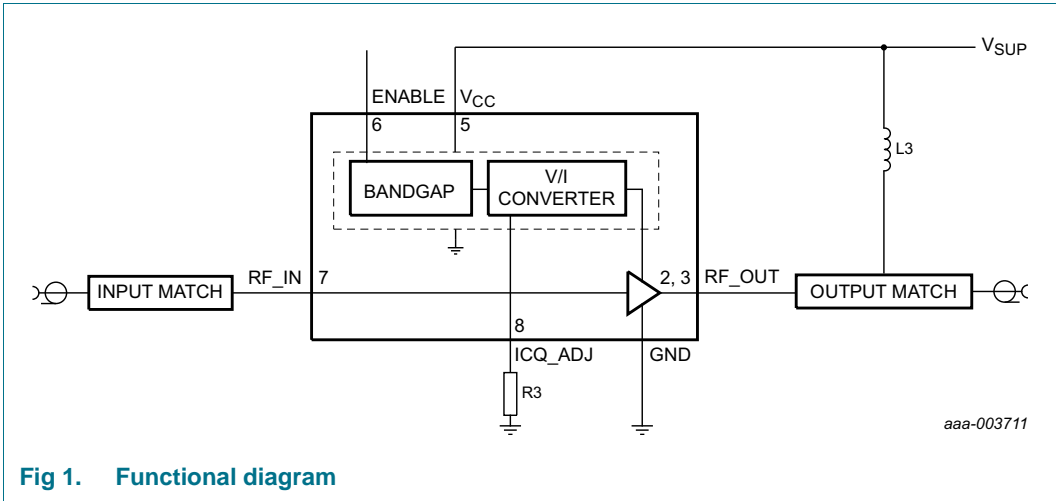 V_SUP
ENABLE V_CC
6 5
L3
BANDGAP
V/I
CONVERTER
INPUT MATCH
RF_IN
7
2, 3
RF_OUT
OUTPUT MATCH
8
ICQ_ADJ
GND
R3
aaa-003711
Fig 1. Functional diagram